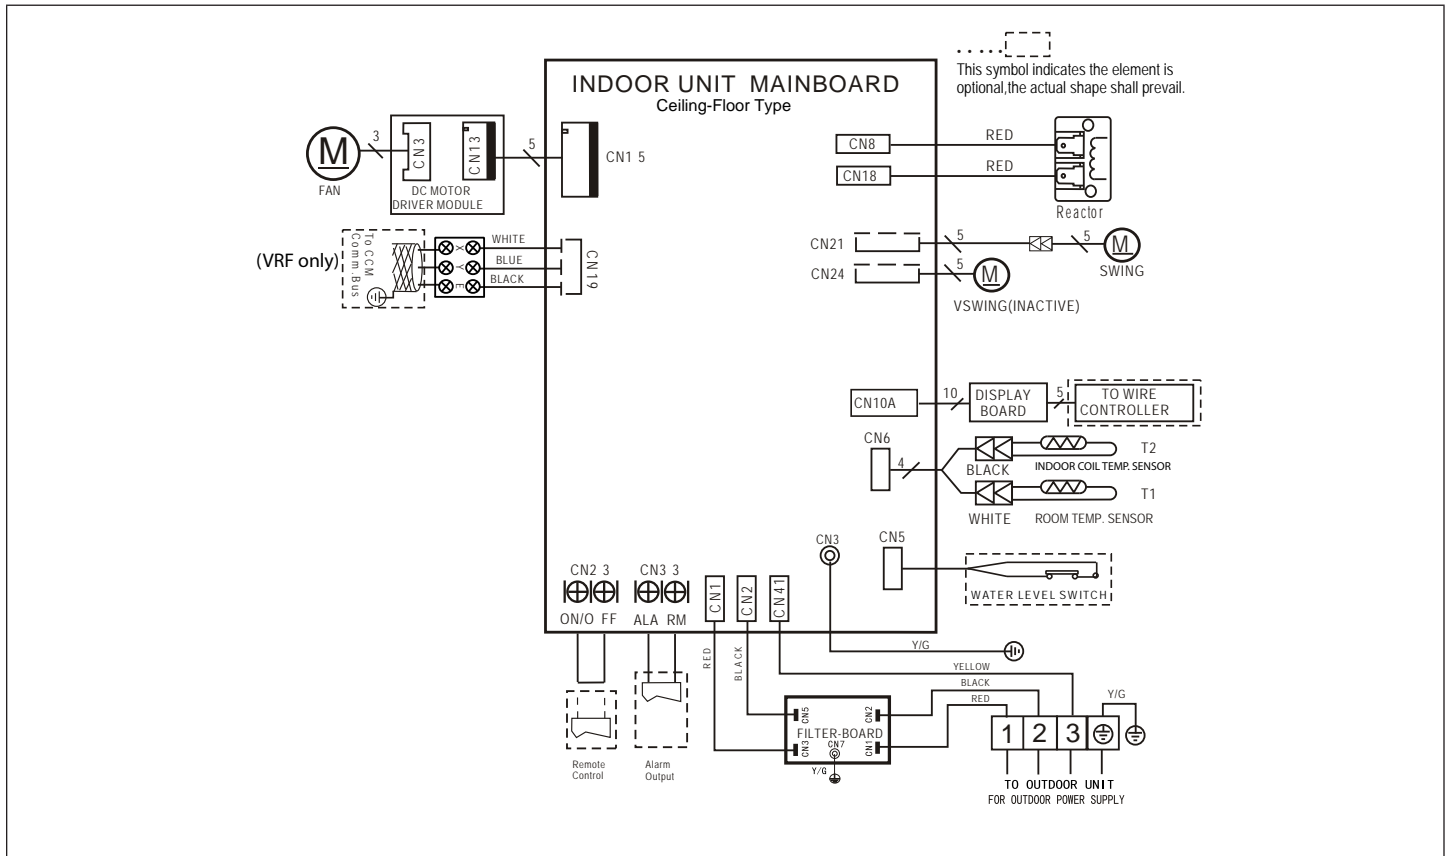 This symbol indicates the element is
optional,the actual shape shall prevail.
INDOOR UNIT MAINBOARD
Ceiling-Floor Type
M
FAN
3
CN3
CN13
DC MOTOR
DRIVER MODULE
5
CN1 5
(VRF only)
To CCM
Comm.Bus
X
Y
E
WHITE
BLUE
BLACK
CN19
CN8
RED
CN18
RED
Reactor
CN21
5
5
M
SWING
CN24
5
M
VSWING(INACTIVE)
CN10A
10
DISPLAY
BOARD
5
TO WIRE
CONTROLLER
CN6
4
BLACK
T2
INDOOR COIL TEMP. SENSOR
WHITE
T1
ROOM TEMP. SENSOR
CN3
CN5
WATER LEVEL SWITCH
CN2 3
ON/O FF
CN3 3
ALA RM
CN1
CN2
CN41
RED
BLACK
Y/G
YELLOW
BLACK
RED
Y/G
CN5
CN2
FILTER-BOARD
CN3
CN7
CN1
Y/G
1 2 3
Remote
Control
Alarm
Output
TO OUTDOOR UNIT
FOR OUTDOOR POWER SUPPLY